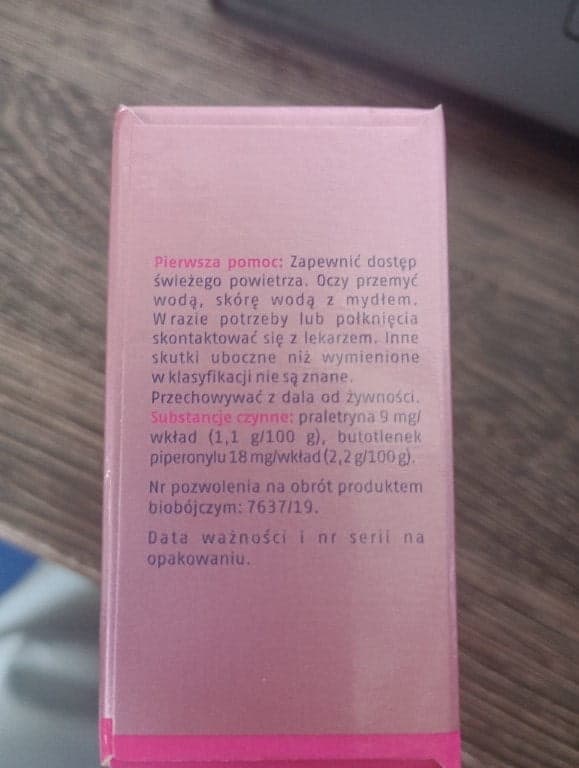 Pierwsza pomoc: Zapewnić dostęp
świeżego powietrza. Oczy przemyć
wodą, skórę wodą z mydłem.
W razie potrzeby lub połknięcia
skontaktować się z lekarzem. Inne
skutki uboczne niż wymienione
w klasyfikacji nie są znane.
Przechowywać z dala od żywności.
Substancje czynne: praletryna 9 mg/
wkład (1,1 g/100 g), butotlenek
piperonylu 18 mg/wkład (2,2 g/100 g).
Nr pozwolenia na obrót produktem
biobójczym: 7637/19.
Data ważności i nr serii na
opakowaniu.